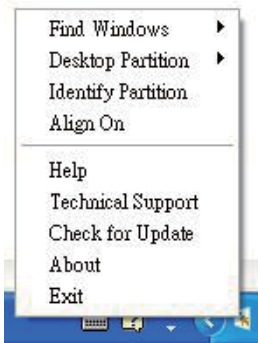 Find Windows
Desktop Partition
Identify Partition
Align On
Help
Technical Support
Check for Update
About
Exit